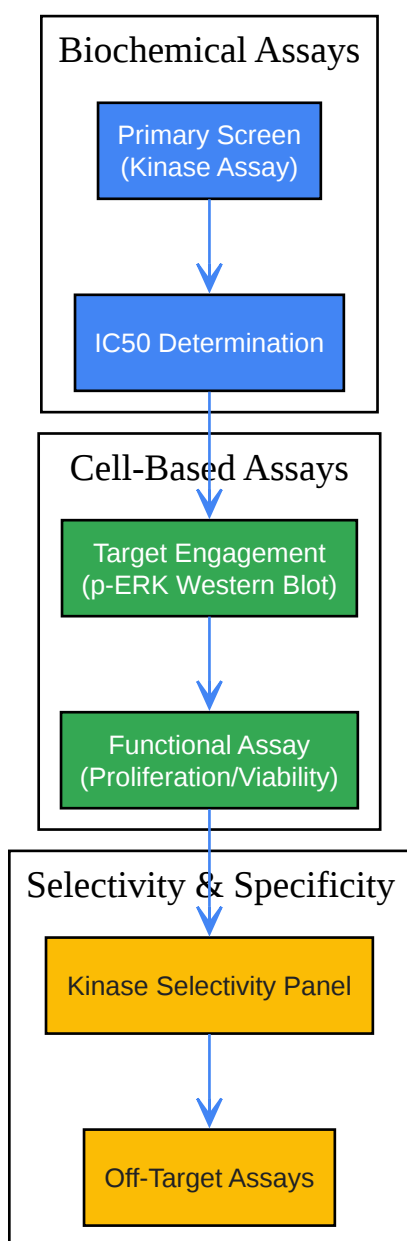 Biochemical Assays
Primary Screen
(Kinase Assay)
IC50 Determination
Cell-Based Assays
Target Engagement
(p-ERK Western Blot)
Functional Assay
(Proliferation/Viability)
Selectivity & Specificity
Kinase Selectivity Panel
Off-Target Assays